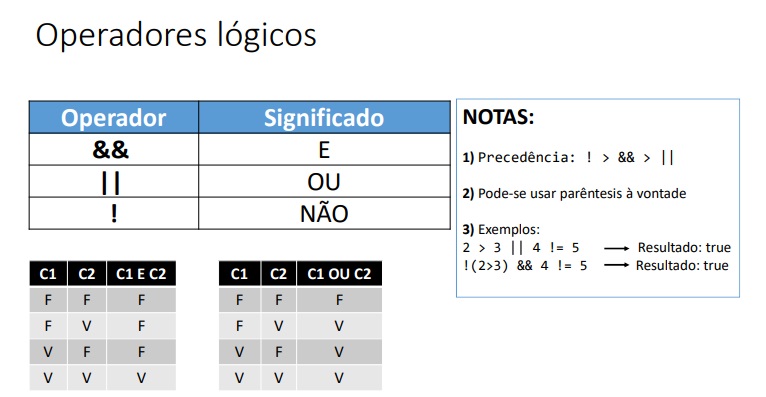 Operadores lógicos
Operador Significado
&& E
|| OU
! NÃO
NOTAS:
1) Precedência: ! > && > ||
2) Pode-se usar parêntesis à vontade
3) Exemplos:
2 > 3 || 4 != 5 → Resultado: true
!(2>3) && 4 != 5 → Resultado: true
C1 C2 C1 E C2
F F F
F V F
V F F
V V V
C1 C2 C1 OU C2
F F F
F V V
V F V
V V V